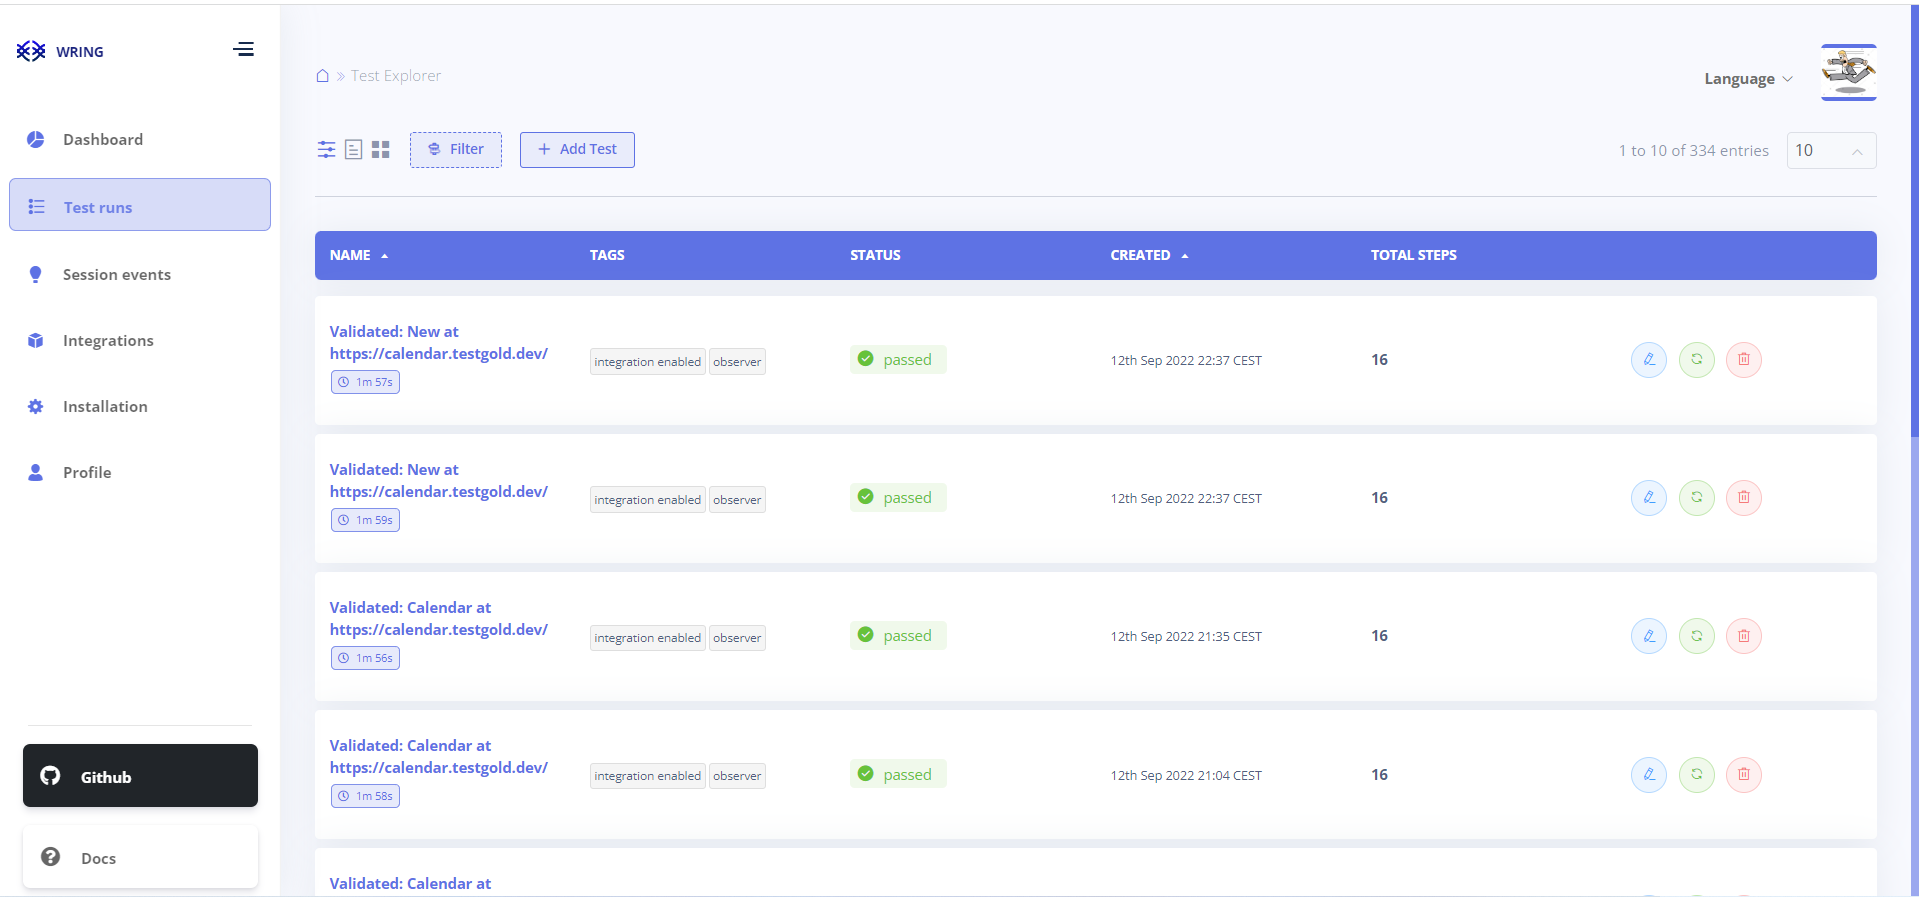 WRING
Test Explorer
Language
Dashboard
Filter
Add Test
1 to 10 of 334 entries
10
Test runs
NAME
TAGS
STATUS
CREATED
TOTAL STEPS
Session events
Integrations
Installation
Profile
Validated: New at
https://calendar.testgold.dev/
1m 57s
integration enabled
observer
passed
12th Sep 2022 22:37 CEST
16
Validated: New at
https://calendar.testgold.dev/
1m 59s
integration enabled
observer
passed
12th Sep 2022 22:37 CEST
16
Validated: Calendar at
https://calendar.testgold.dev/
1m 56s
integration enabled
observer
passed
12th Sep 2022 21:35 CEST
16
Validated: Calendar at
https://calendar.testgold.dev/
1m 58s
integration enabled
observer
passed
12th Sep 2022 21:04 CEST
16
Validated: Calendar at
Github
Docs